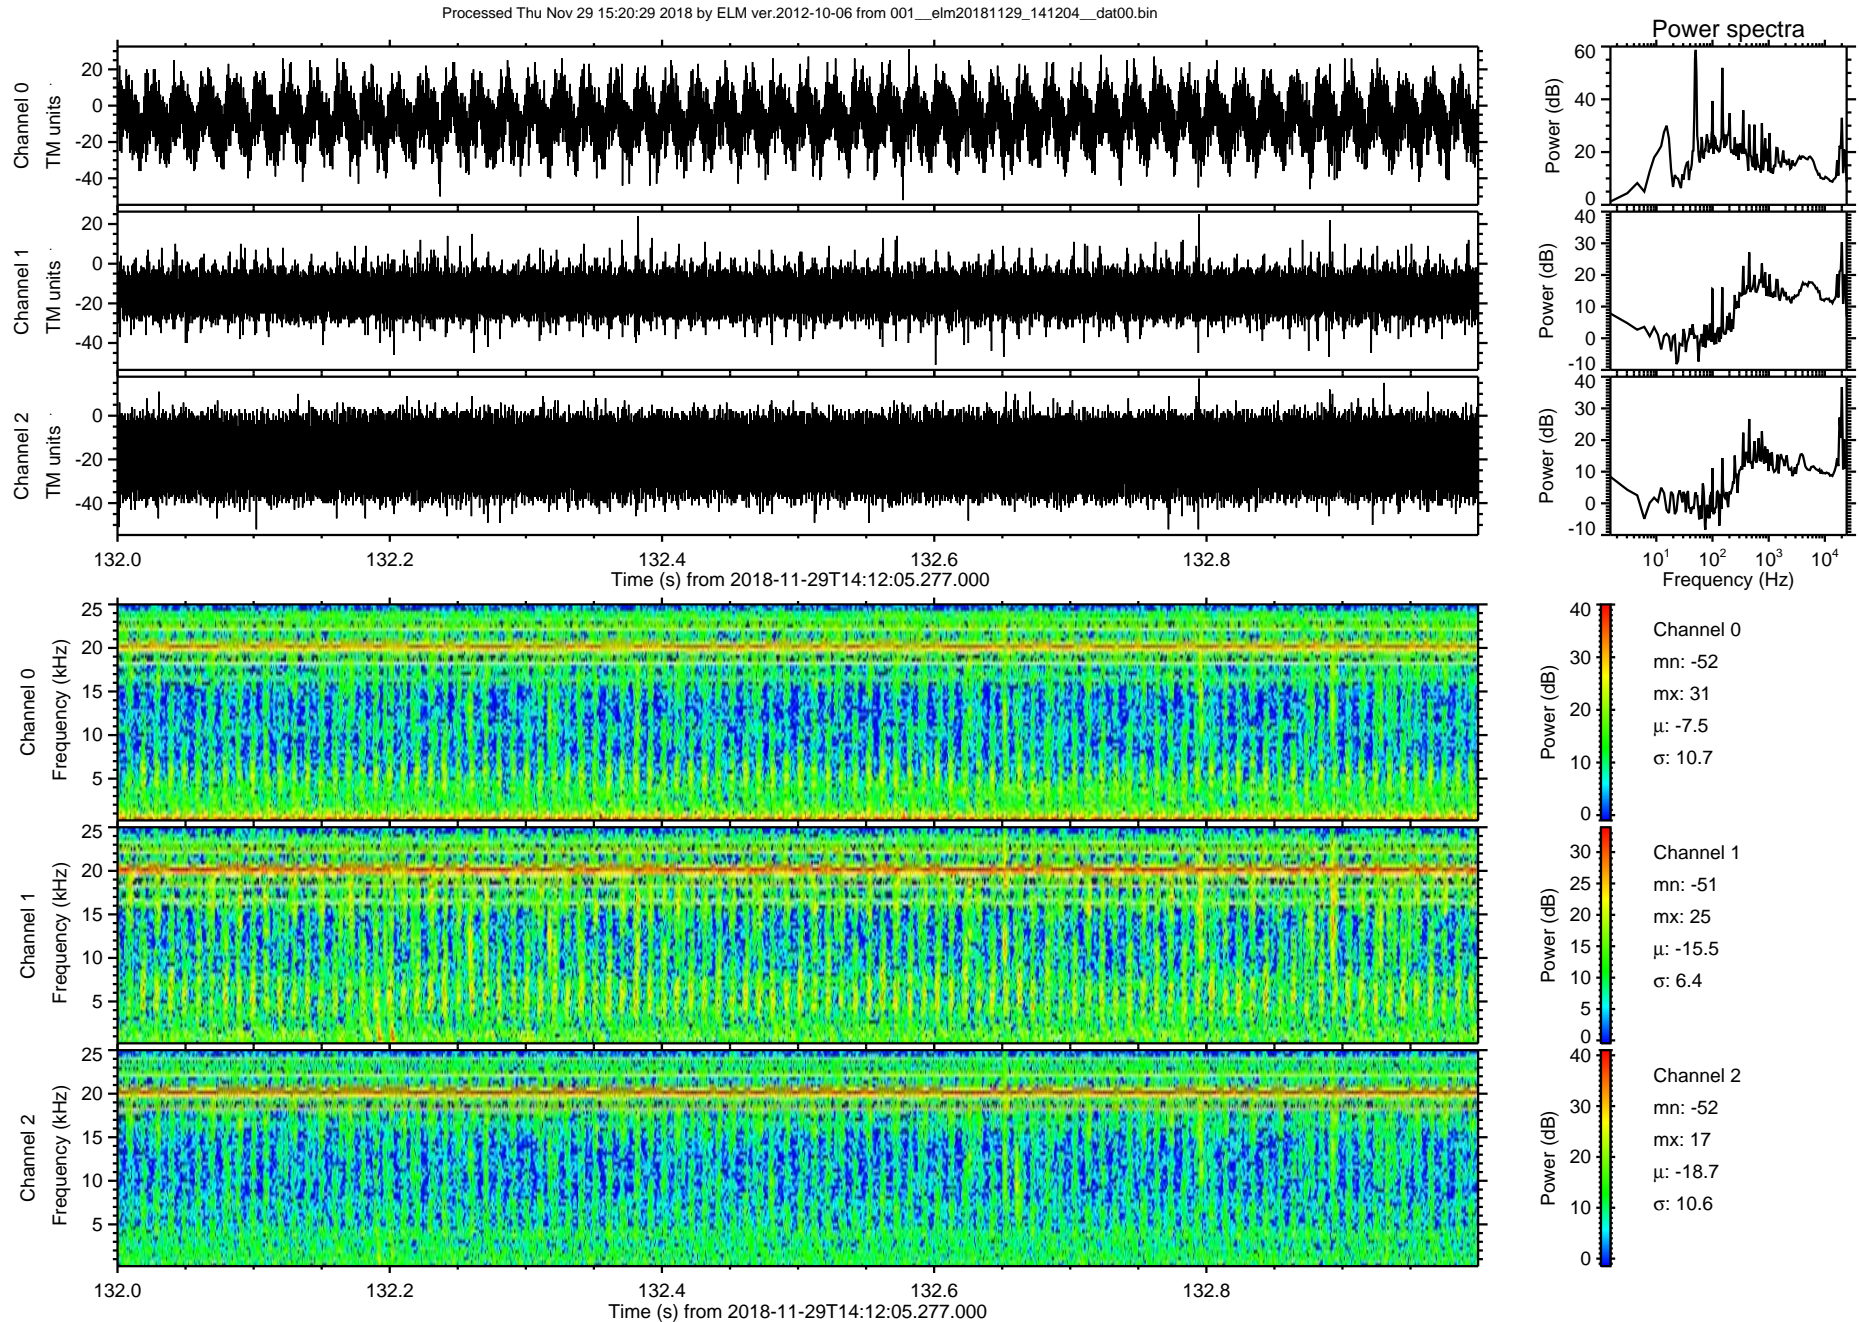 Processed Thu Nov 29 15:20:29 2018 by ELM ver.2012-10-06 from 001__elm20181129_141204__dat00.bin
Power spectra
Channel 0
TM units
20
0
-20
-40
Power (dB)
60
40
20
0
Channel 1
TM units
20
0
-20
-40
Power (dB)
40
30
20
10
0
-10
Channel 2
TM units
0
-20
-40
Power (dB)
40
30
20
10
0
-10
132.0 132.2 132.4 132.6 132.8
Time (s) from 2018-11-29T14:12:05.277.000
10¹ 10² 10³ 10⁴
Frequency (Hz)
Channel 0
Frequency (kHz)
25
20
15
10
5
Power (dB)
40
30
20
10
0
Channel 0
mn: -52
mx: 31
μ: -7.5
σ: 10.7
Channel 1
Frequency (kHz)
25
20
15
10
5
Power (dB)
30
25
20
15
10
5
0
Channel 1
mn: -51
mx: 25
μ: -15.5
σ: 6.4
Channel 2
Frequency (kHz)
25
20
15
10
5
Power (dB)
40
30
20
10
0
Channel 2
mn: -52
mx: 17
μ: -18.7
σ: 10.6
132.0 132.2 132.4 132.6 132.8
Time (s) from 2018-11-29T14:12:05.277.000